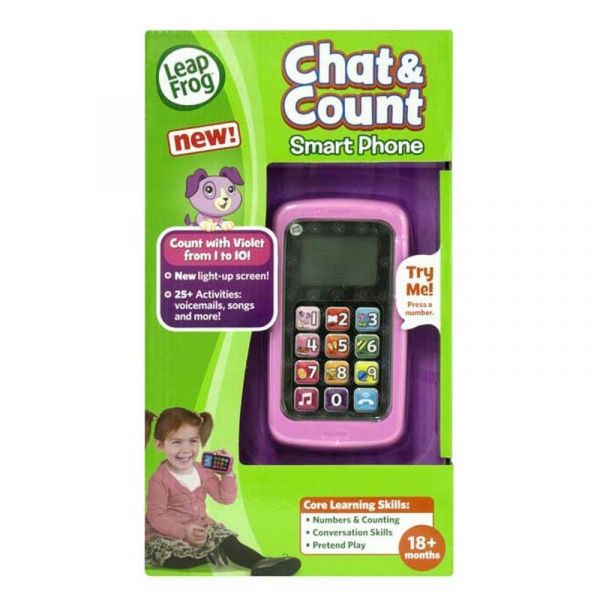 Leap
Frog
new!
Chat &
Count
Smart Phone
Count with Violet
from 1 to 10!
New light-up screen!
25+ Activities:
voicemails, songs
and more!
Try
Me!
Press a
number.
1 2 3
4 5 6
7 8 9
0
Core Learning Skills:
• Numbers & Counting
• Conversation Skills
• Pretend Play
18+
months